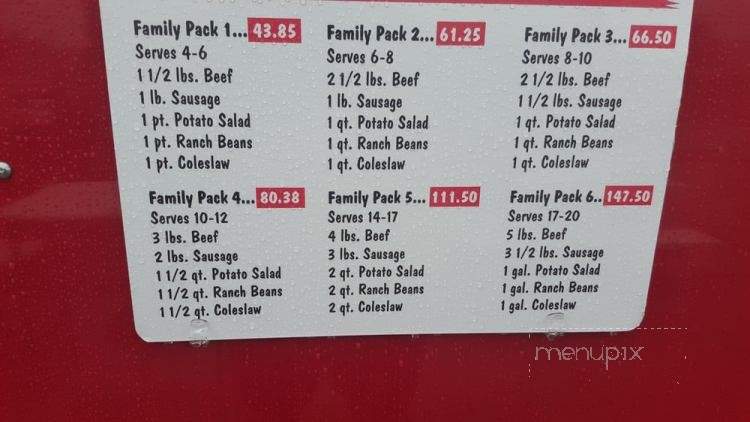 Family Pack 1... 43.85
Serves 4-6
1 1/2 lbs. Beef
1 lb. Sausage
1 pt. Potato Salad
1 pt. Ranch Beans
1 pt. Coleslaw
Family Pack 2... 61.25
Serves 6-8
2 1/2 lbs. Beef
1 lb. Sausage
1 qt. Potato Salad
1 qt. Ranch Beans
1 qt. Coleslaw
Family Pack 3... 66.50
Serves 8-10
2 1/2 lbs. Beef
1 1/2 lbs. Sausage
1 qt. Potato Salad
1 qt. Ranch Beans
1 qt. Coleslaw
Family Pack 4... 80.38
Serves 10-12
3 lbs. Beef
2 lbs. Sausage
1 1/2 qt. Potato Salad
1 1/2 qt. Ranch Beans
1 1/2 qt. Coleslaw
Family Pack 5... 111.50
Serves 14-17
4 lbs. Beef
3 lbs. Sausage
2 qt. Potato Salad
2 qt. Ranch Beans
2 qt. Coleslaw
Family Pack 6.. 147.50
Serves 17-20
5 lbs. Beef
3 1/2 lbs. Sausage
1 gal. Potato Salad
1 gal. Ranch Beans
1 gal. Coleslaw
menupix